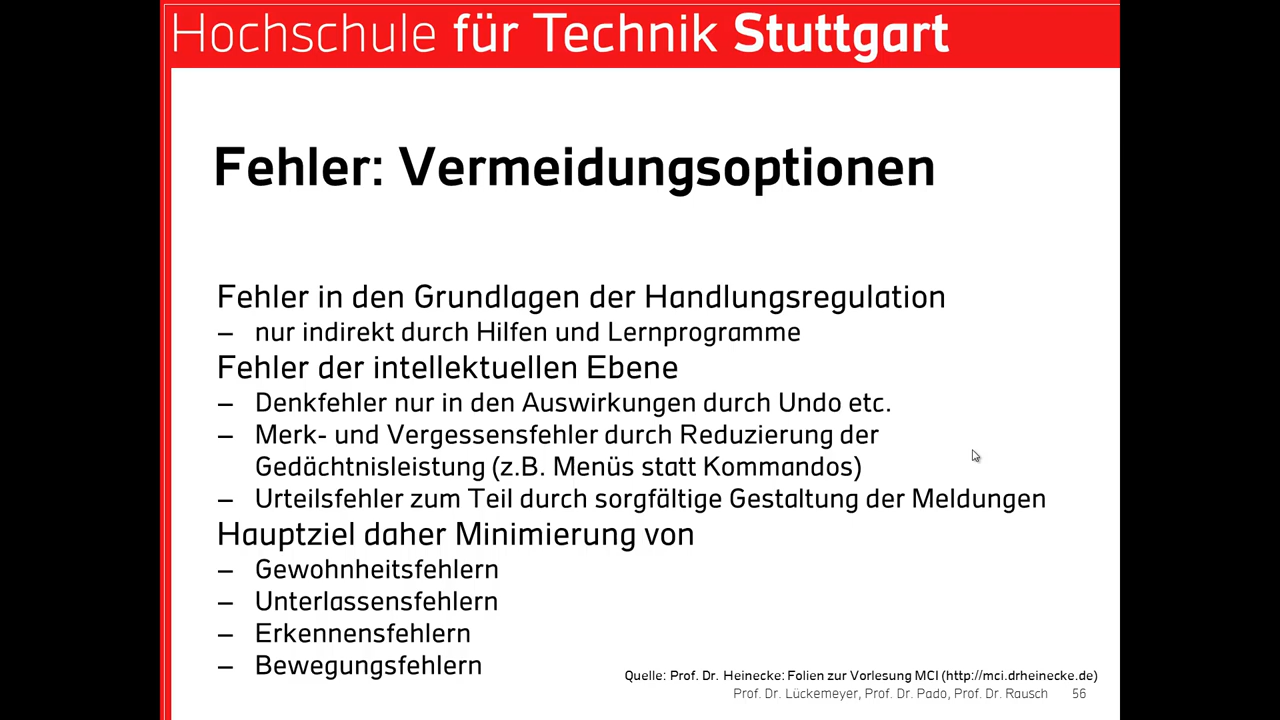 Hochschule für Technik Stuttgart
Fehler: Vermeidungsoptionen
Fehler in den Grundlagen der Handlungsregulation
– nur indirekt durch Hilfen und Lernprogramme
Fehler der intellektuellen Ebene
– Denkfehler nur in den Auswirkungen durch Undo etc.
– Merk- und Vergessensfehler durch Reduzierung der
Gedächtnisleistung (z.B. Menüs statt Kommandos)
– Urteilsfehler zum Teil durch sorgfältige Gestaltung der Meldungen
Hauptziel daher Minimierung von
– Gewohnheitsfehlern
– Unterlassensfehlern
– Erkennensfehlern
– Bewegungsfehlern
Quelle: Prof. Dr. Heinecke: Folien zur Vorlesung MCI (http://mci.drheinecke.de)
Prof. Dr. Lückemeyer, Prof. Dr. Pado, Prof. Dr. Rausch 56